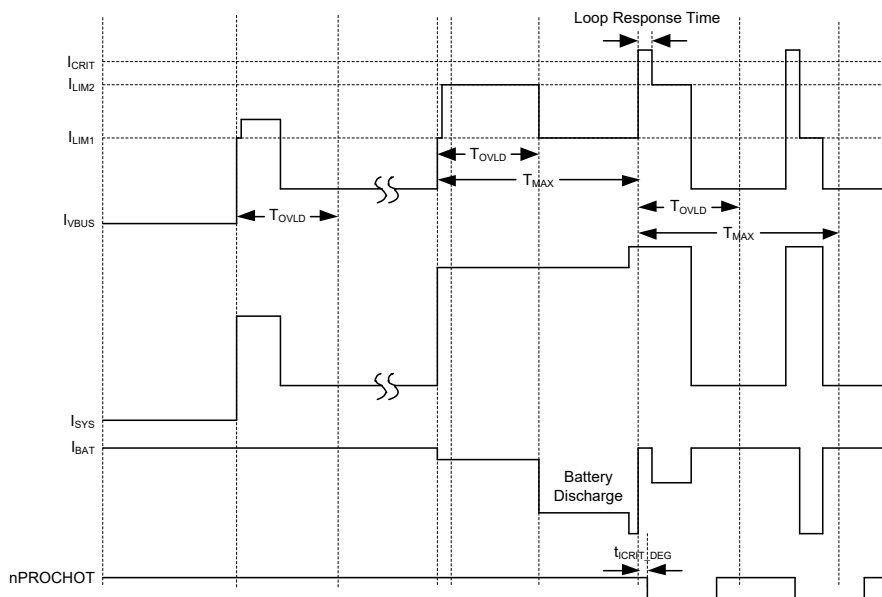 Loop Response Time
ICRIT
ILIM2
ILIM1
TOVLD
TMAX
IVBUS
TOVLD
TOVLD
TMAX
ISYS
IBAT
Battery
Discharge
tICRIT_DEG
nPROCHOT